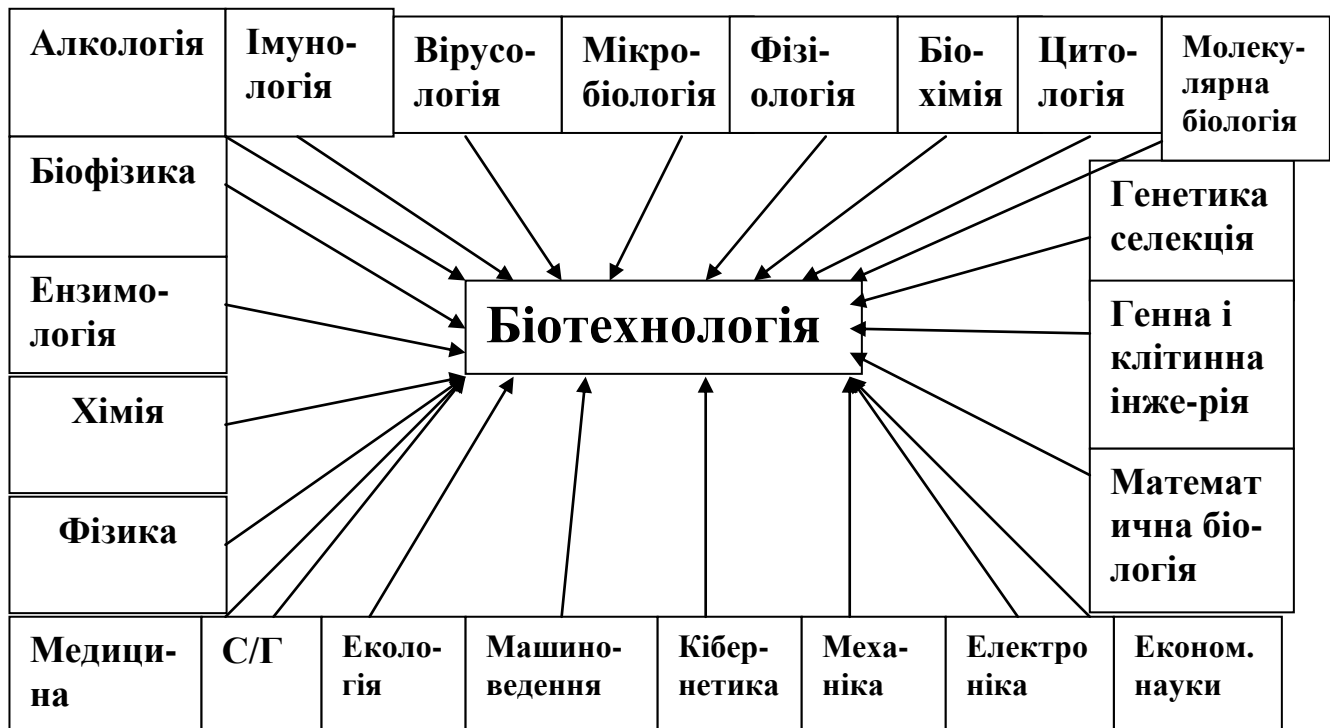 Алкологія
Імуно-
логія
Вірусо-
логія
Мікро-
біологія
Фізі-
ологія
Біо-
хімія
Цито-
логія
Молеку-
лярна
біологія
Біофізика
Генетика
селекція
Ензимо-
логія
Біотехнологія
Генна і
клітинна
інже-рія
Хімія
Математ
ична біо-
логія
Фізика
Медици-
на
С/Г
Еколо-
гія
Машино-
ведення
Кібер-
нетика
Меха-
ніка
Електро
ніка
Економ.
науки